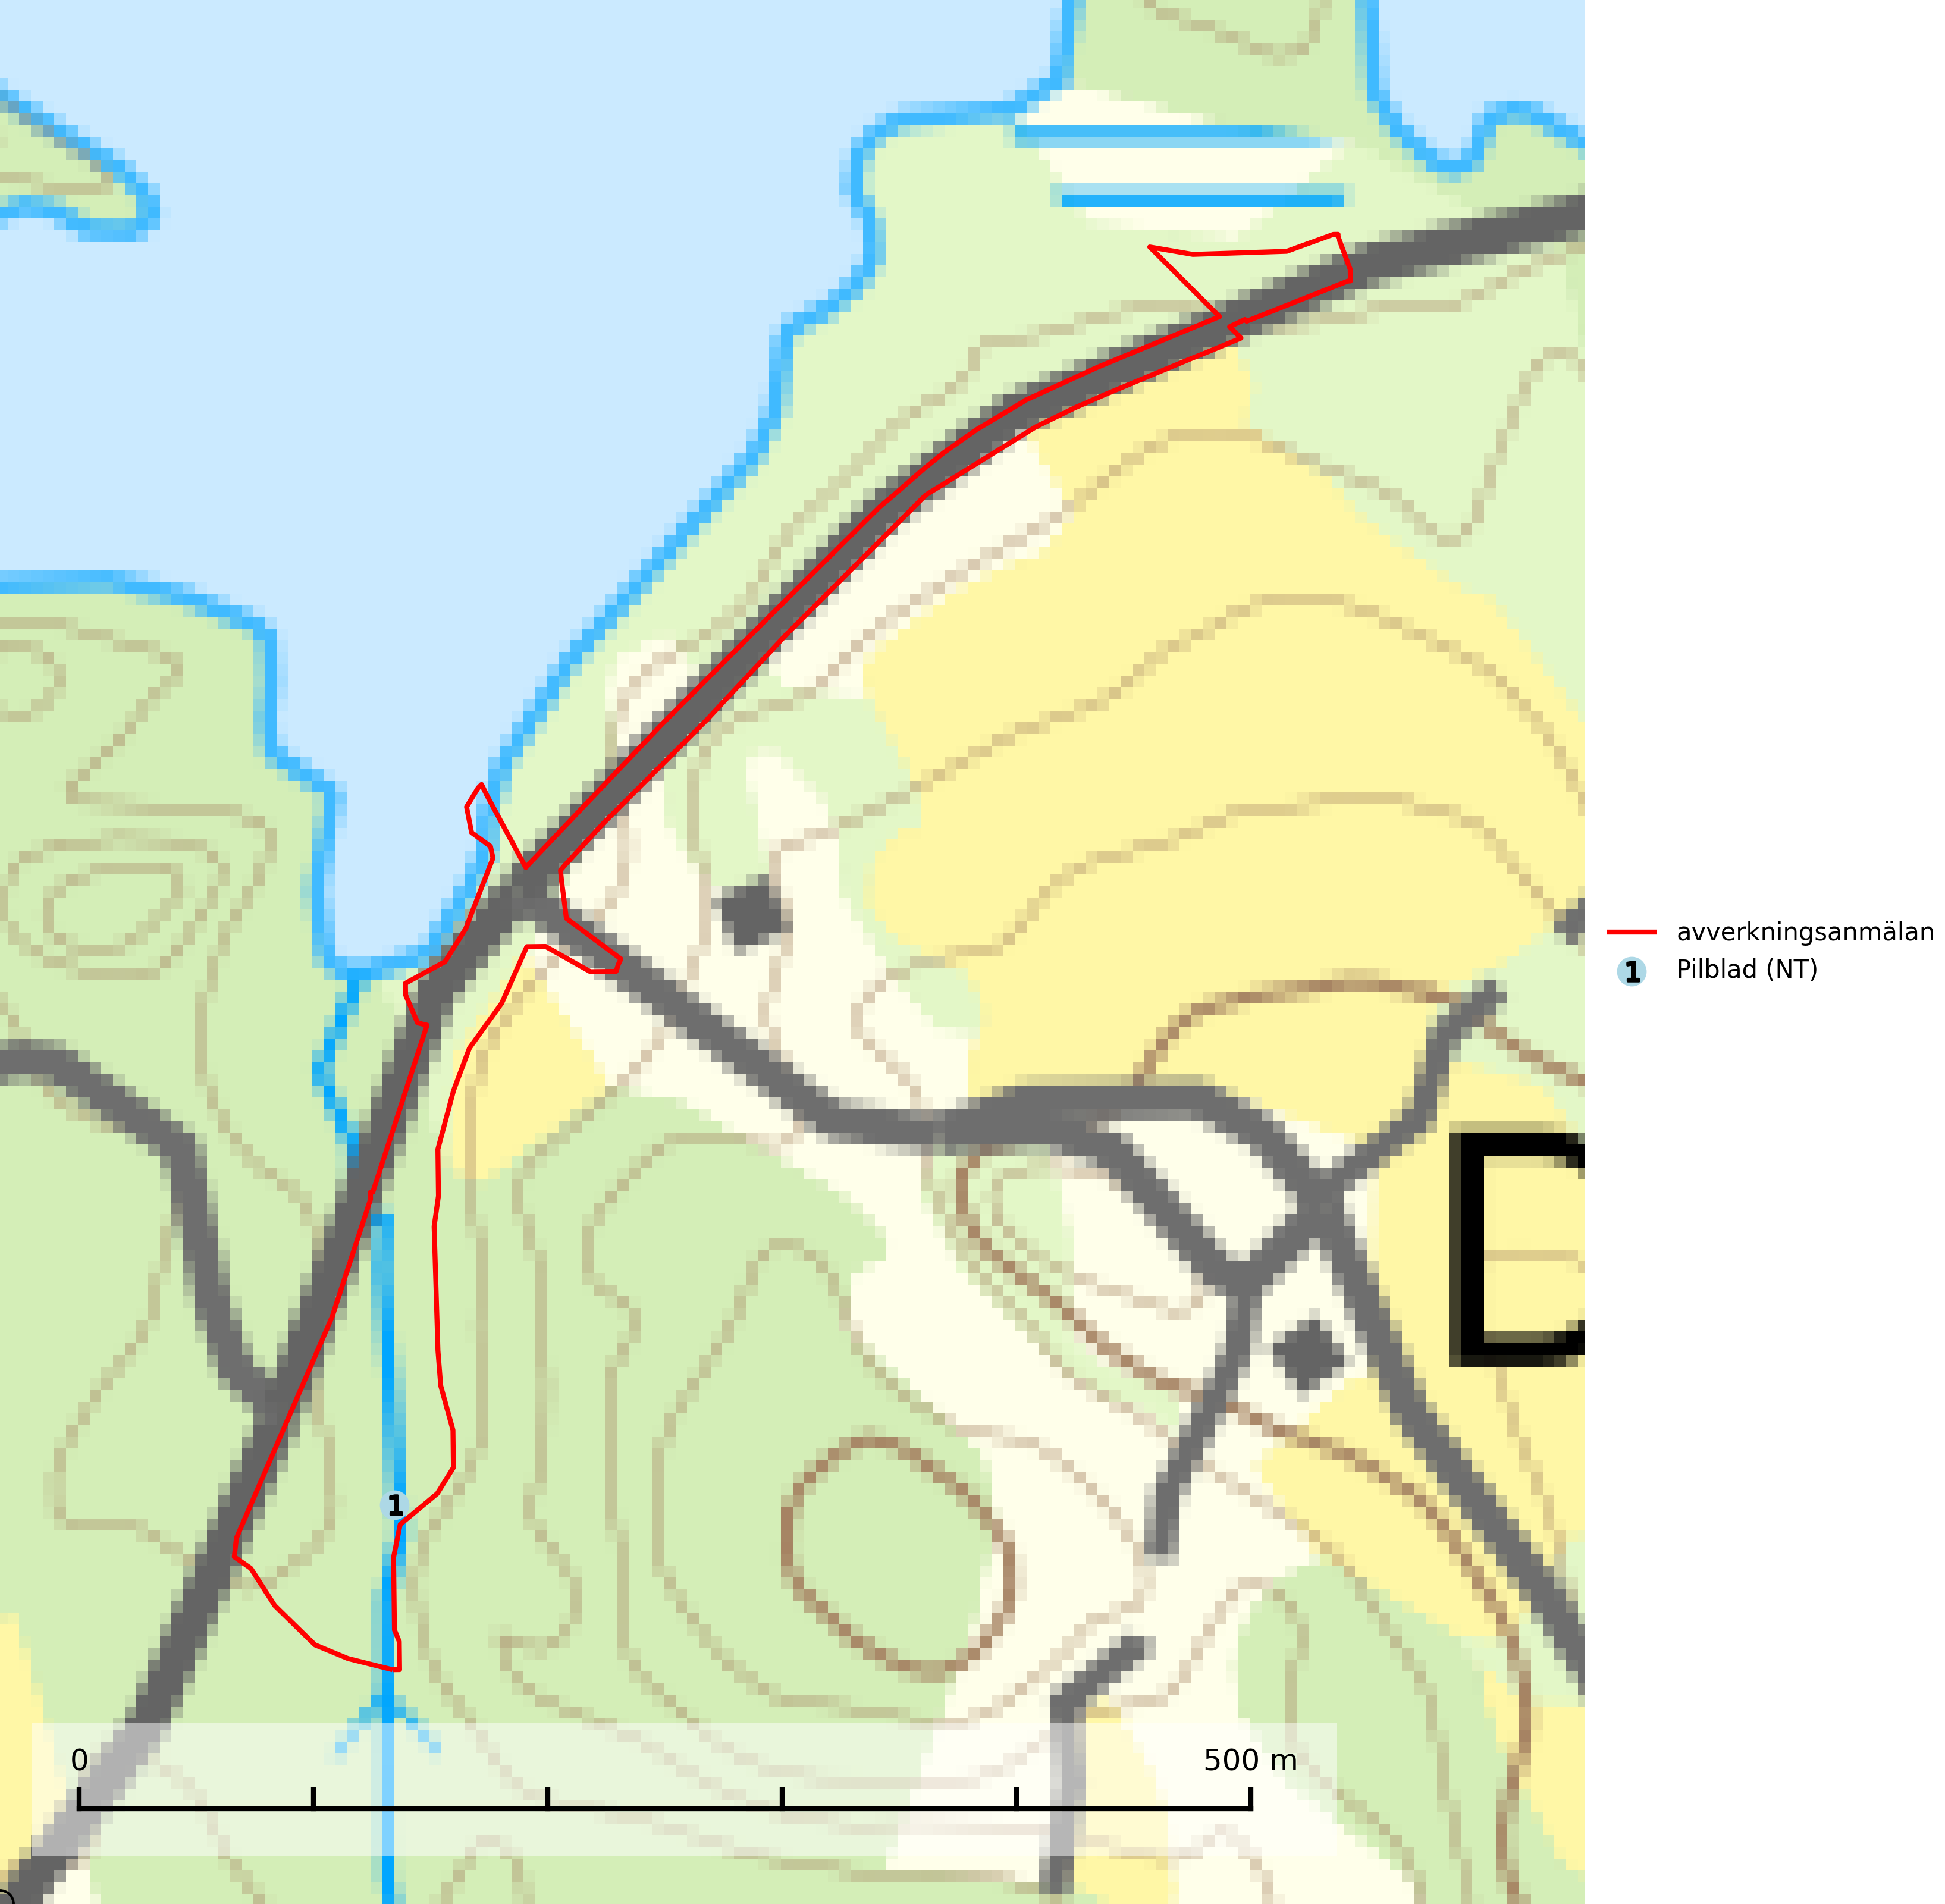 avverkningsanmälan
1 Pilblad (NT)
1
0 500 m